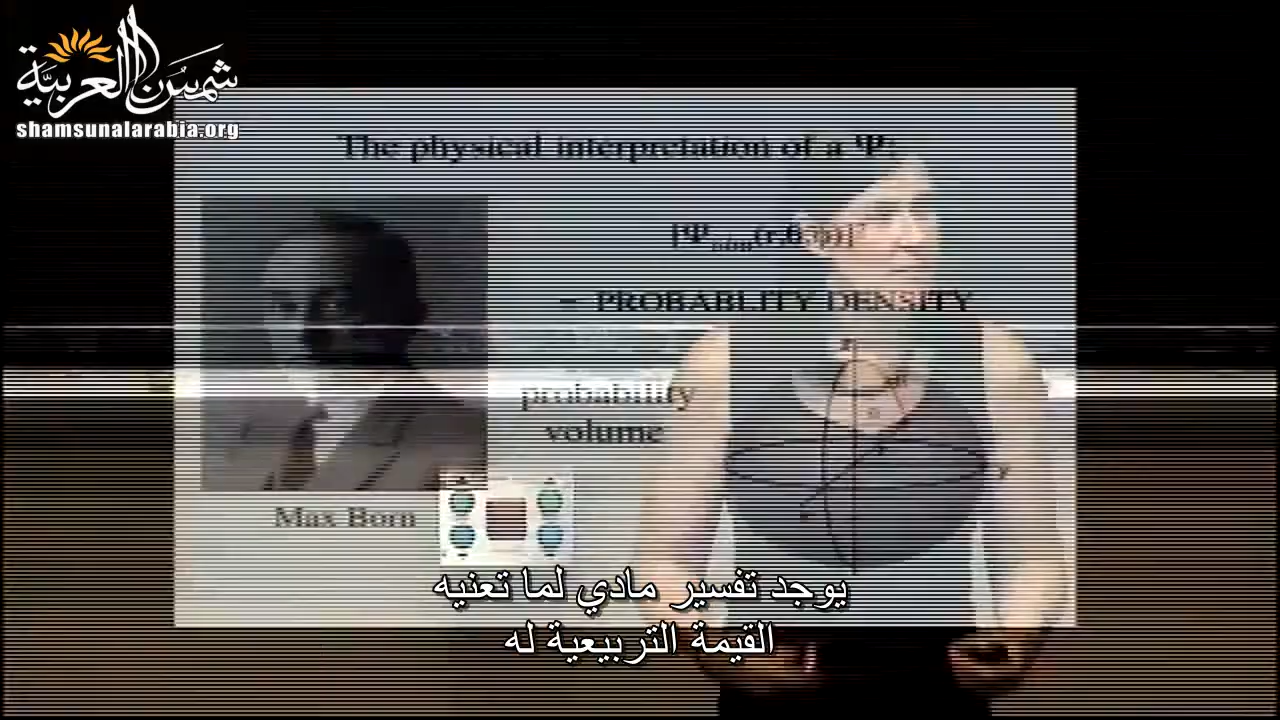 شمس العربية
shamsunalarabia.org
The physical interpretation of a Ψ:
= PROBABLITY DENSITY
probability
volume
Max Born
يوجد تفسير مادي لما تعنيه
القيمة التربيعية له